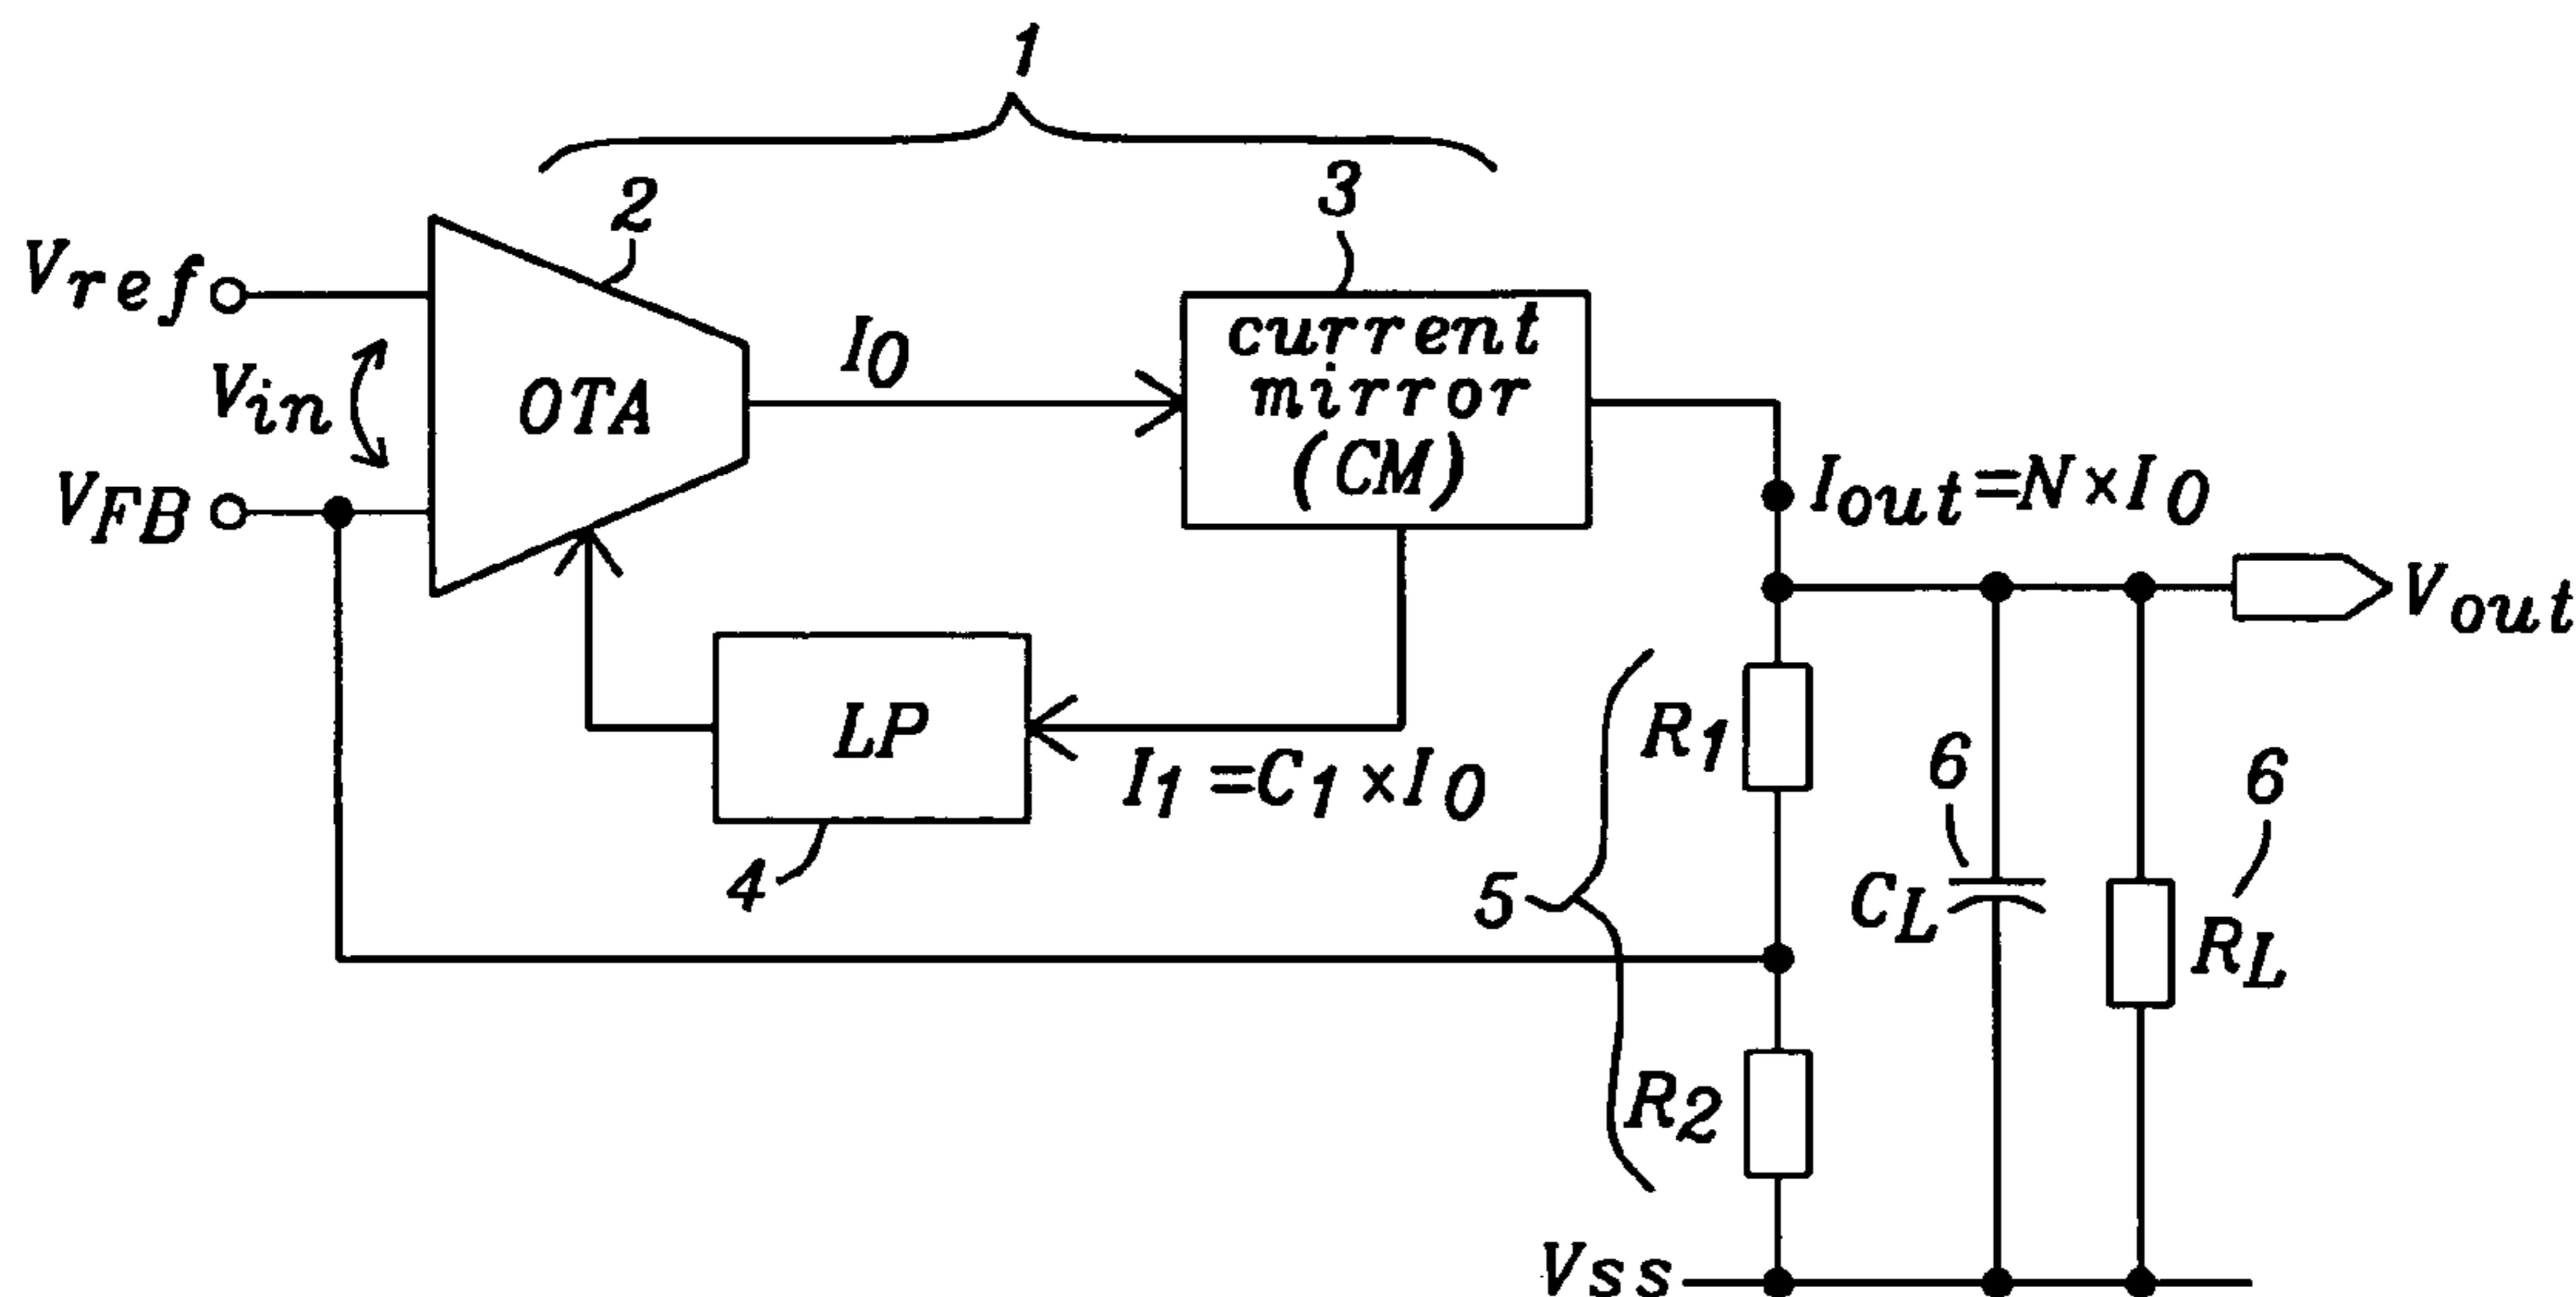 1
2
3
Vref
Vin
VFB
OTA
I0
current
mirror
(CM)
Iout=N×I0
Vout
LP
I1=C1×I0
4
5
R1
R2
6
CL
6
RL
Vss